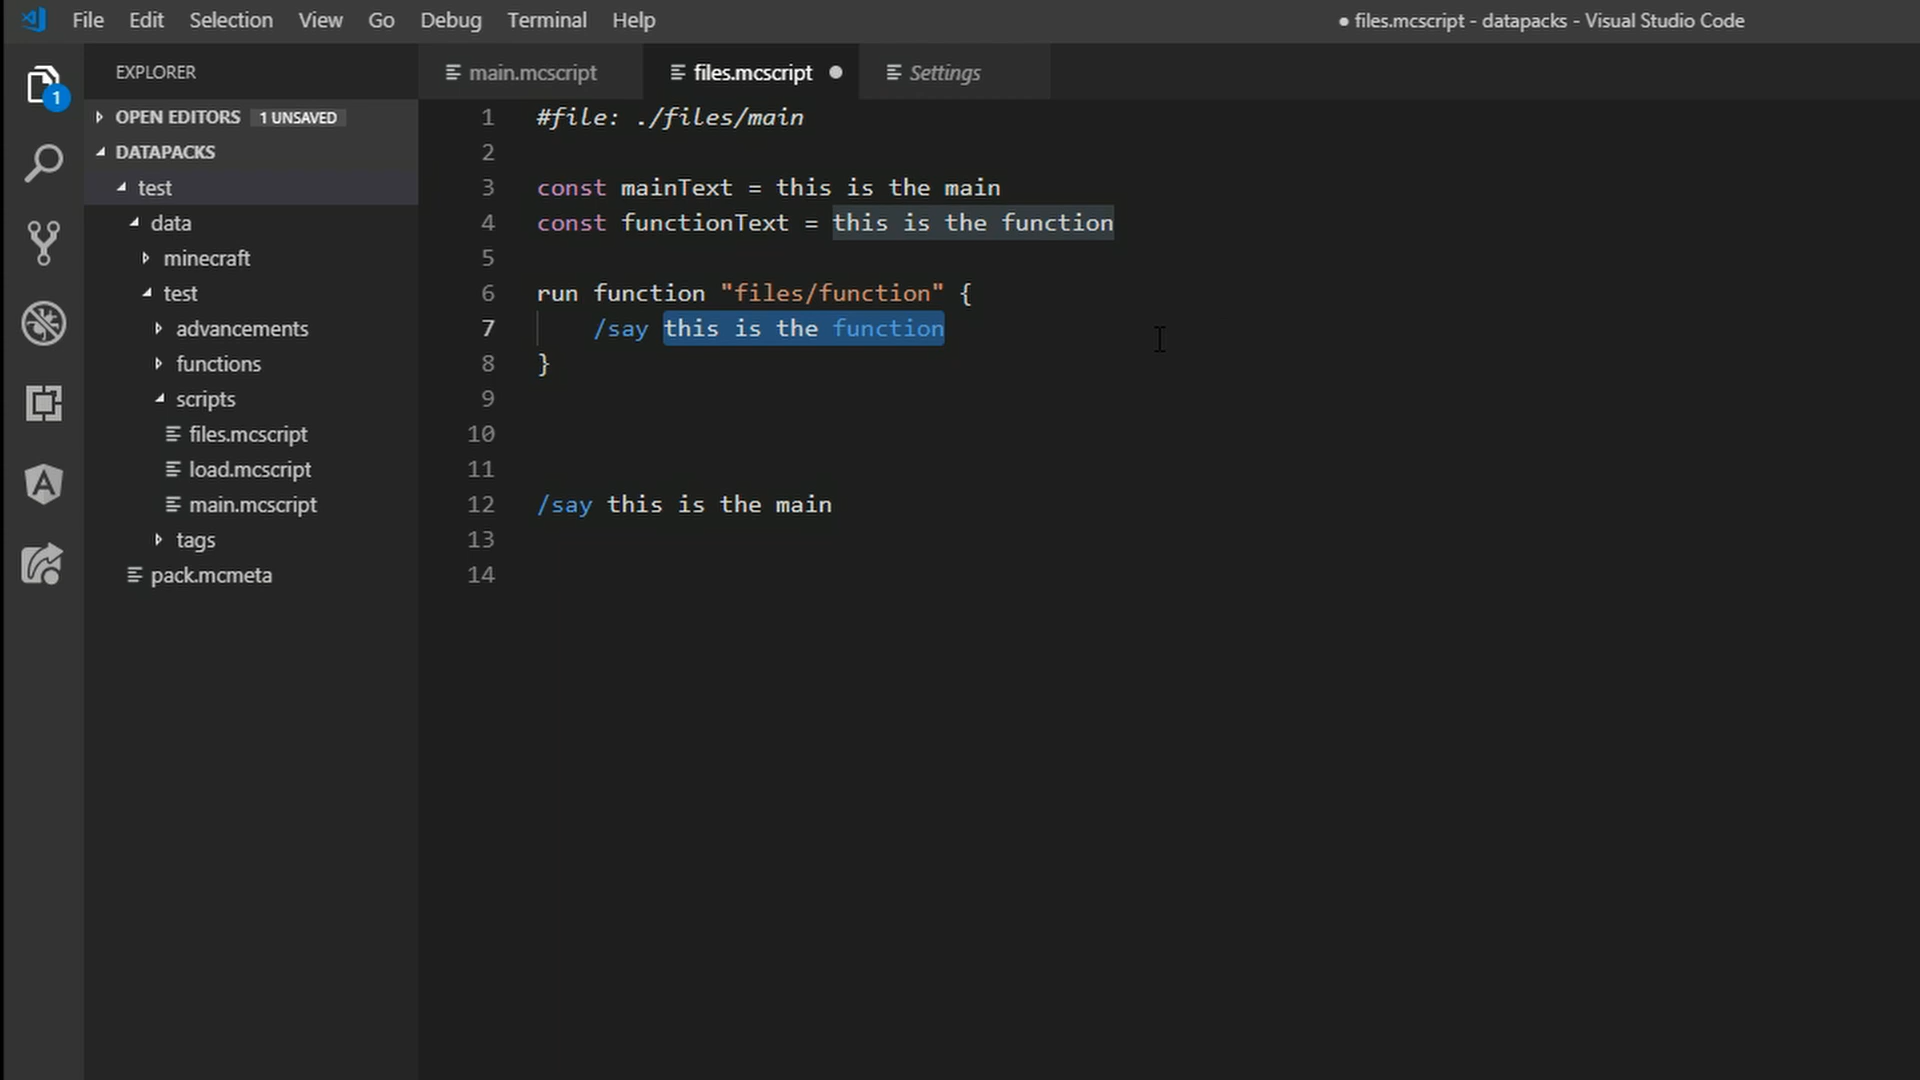 File Edit Selection View Go Debug Terminal Help
● files.mcscript - datapacks - Visual Studio Code
EXPLORER
main.mcscript
files.mcscript
Settings
1
OPEN EDITORS 1 UNSAVED
DATAPACKS
test
data
minecraft
test
advancements
functions
scripts
files.mcscript
load.mcscript
main.mcscript
tags
pack.mcmeta
1 #file: ./files/main
2
3 const mainText = this is the main
4 const functionText = this is the function
5
6 run function "files/function" {
7 /say this is the function
8 }
9
10
11
12 /say this is the main
13
14